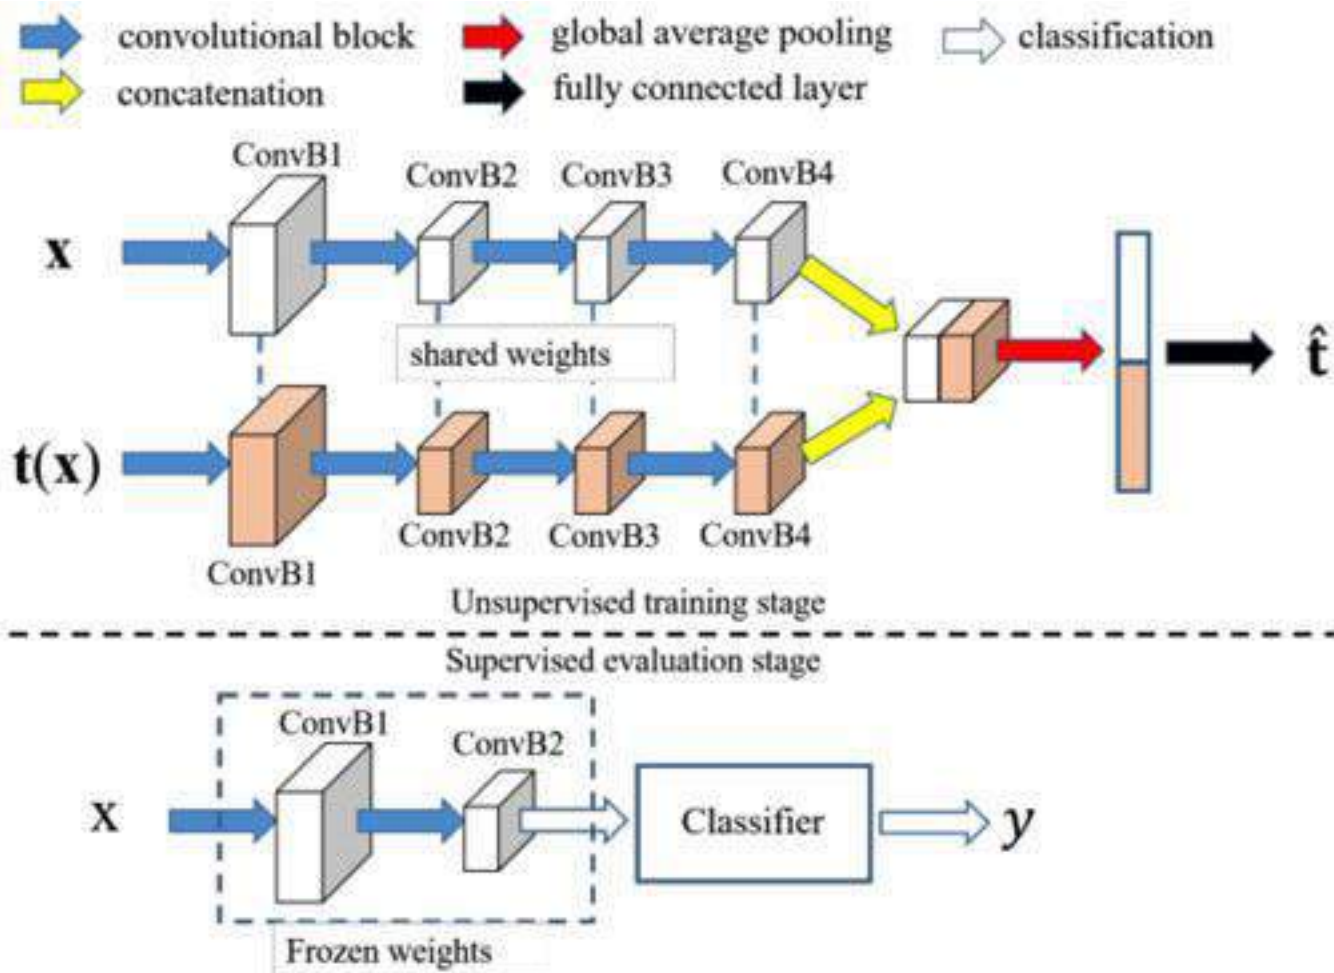 convolutional block
global average pooling
classification
concatenation
fully connected layer
ConvB1
ConvB2
ConvB3
ConvB4
x
shared weights
t̂
t(x)
ConvB1
ConvB2
ConvB3
ConvB4
Unsupervised training stage
Supervised evaluation stage
ConvB1
ConvB2
x
Classifier
y
Frozen weights